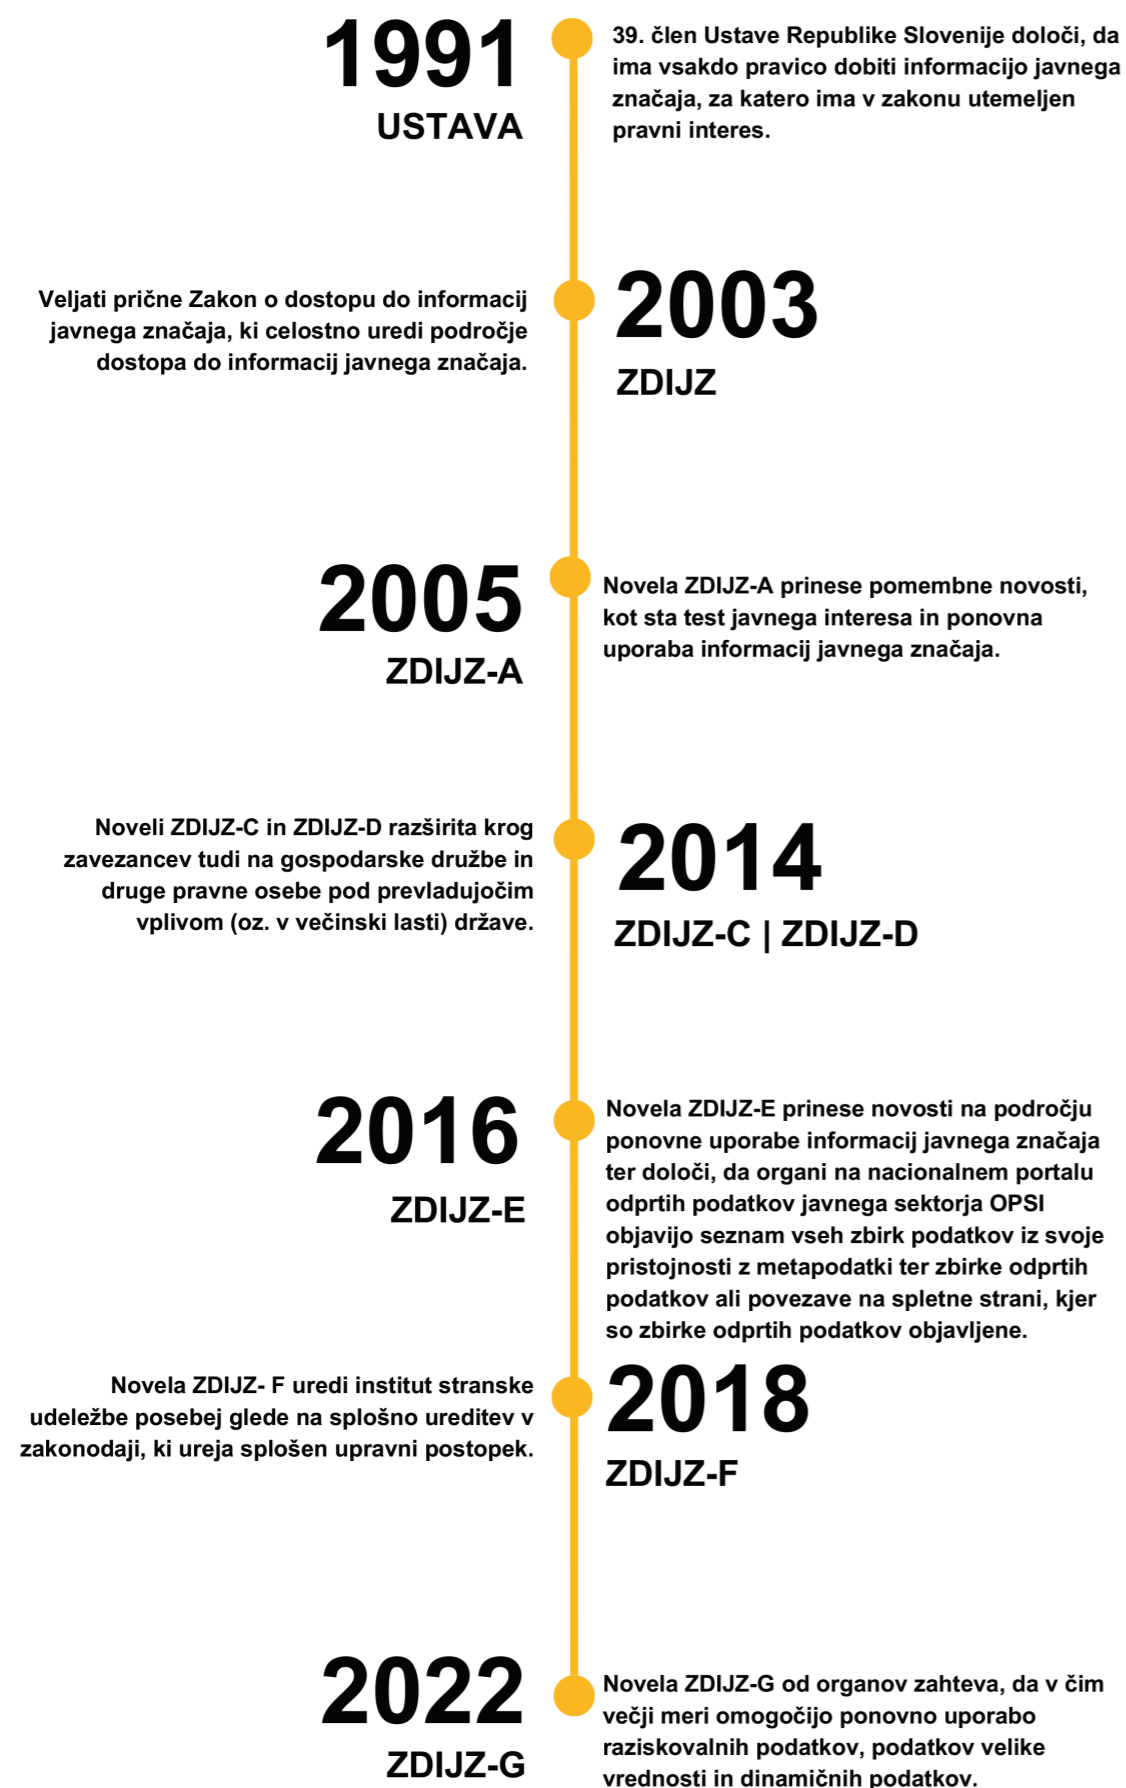 1991
USTAVA
39. člen Ustave Republike Slovenije določi, da
ima vsakdo pravico dobiti informacijo javnega
značaja, za katero ima v zakonu utemeljen
pravni interes.
Veljati prične Zakon o dostopu do informacij
javnega značaja, ki celostno uredi področje
dostopa do informacij javnega značaja.
2003
ZDIJZ
2005
ZDIJZ-A
Novela ZDIJZ-A prinese pomembne novosti,
kot sta test javnega interesa in ponovna
uporaba informacij javnega značaja.
Noveli ZDIJZ-C in ZDIJZ-D razširita krog
zavezancev tudi na gospodarske družbe in
druge pravne osebe pod prevladujočim
vplivom (oz. v večinski lasti) države.
2014
ZDIJZ-C | ZDIJZ-D
2016
ZDIJZ-E
Novela ZDIJZ-E prinese novosti na področju
ponovne uporabe informacij javnega značaja
ter določi, da organi na nacionalnem portalu
odprtih podatkov javnega sektorja OPSI
objavijo seznam vseh zbirk podatkov iz svoje
pristojnosti z metapodatki ter zbirke odprtih
podatkov ali povezave na spletne strani, kjer
so zbirke odprtih podatkov objavljene.
Novela ZDIJZ- F uredi institut stranske
udeležbe posebej glede na splošno ureditev v
zakonodaji, ki ureja splošen upravni postopek.
2018
ZDIJZ-F
2022
ZDIJZ-G
Novela ZDIJZ-G od organov zahteva, da v čim
večji meri omogočijo ponovno uporabo
raziskovalnih podatkov, podatkov velike
vrednosti in dinamičnih podatkov.